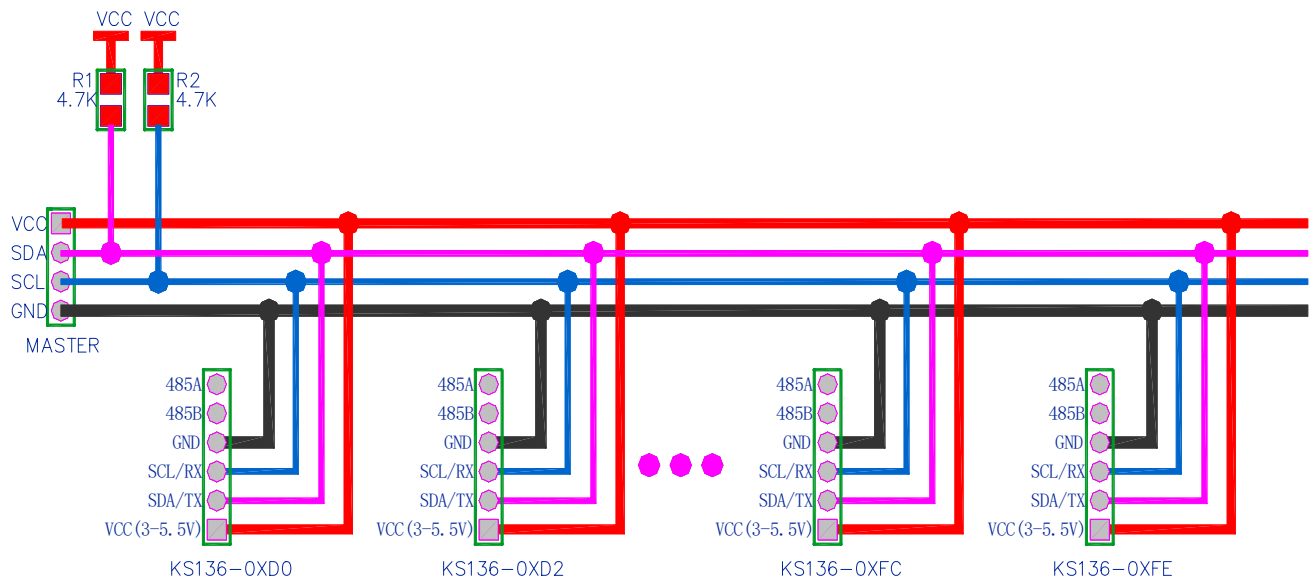 VCC VCC
R1 R2
4.7K 4.7K
VCC
SDA
SCL
GND
MASTER
485A 485A 485A 485A
485B 485B 485B 485B
GND GND GND GND
SCL/RX SCL/RX SCL/RX SCL/RX
SDA/TX SDA/TX SDA/TX SDA/TX
VCC(3-5.5V) VCC(3-5.5V) VCC(3-5.5V) VCC(3-5.5V)
KS136-0XD0 KS136-0XD2 KS136-0XFC KS136-0XFE